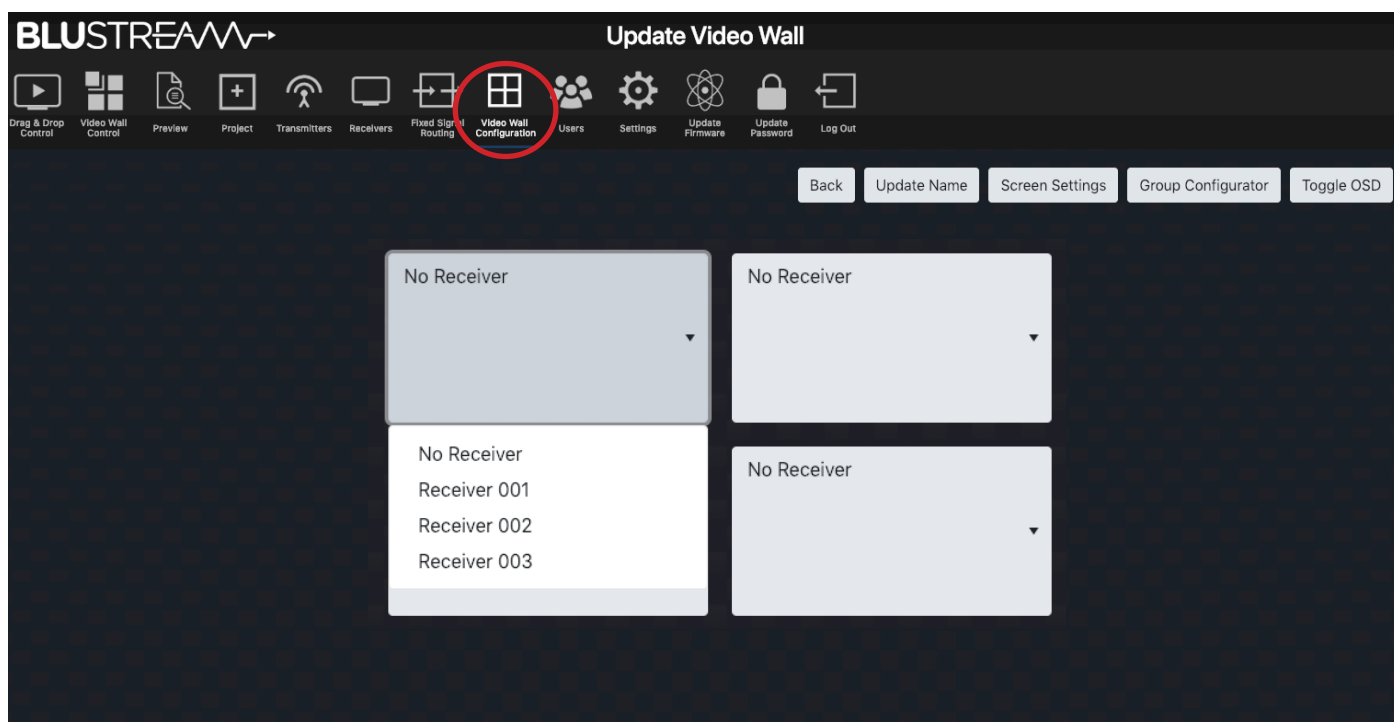 BLUSTREAM
Update Video Wall
Drag & Drop
Control
Video Wall
Control
Preview
Project
Transmitters
Receivers
Fixed Signal
Routing
Video Wall
Configuration
Users
Settings
Update
Firmware
Update
Password
Log Out
Back
Update Name
Screen Settings
Group Configurator
Toggle OSD
No Receiver
No Receiver
No Receiver
Receiver 001
Receiver 002
Receiver 003
No Receiver